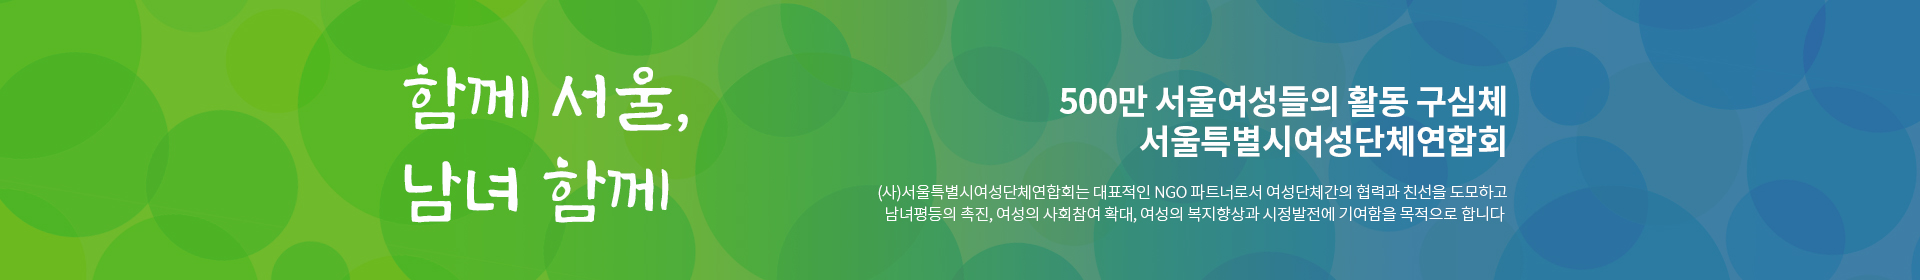 함께 서울,
남녀 함께
500만 서울여성들의 활동 구심체
서울특별시여성단체연합회
(사)서울특별시여성단체연합회는 대표적인 NGO 파트너로서 여성단체간의 협력과 친선을 도모하고
남녀평등의 촉진, 여성의 사회참여 확대, 여성의 복지향상과 시정발전에 기여함을 목적으로 합니다